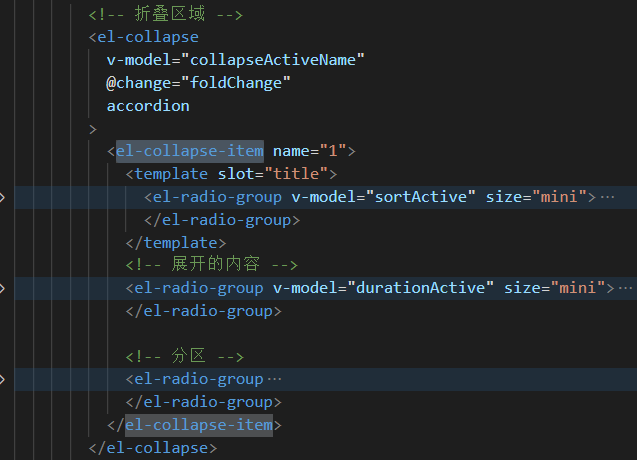 <!-- 折叠区域 -->
<el-collapse
v-model="collapseActiveName"
@change="foldChange"
accordion
>
<el-collapse-item name="1">
<template slot="title">
<el-radio-group v-model="sortActive" size="mini">…
</el-radio-group>
</template>
<!-- 展开的内容 -->
<el-radio-group v-model="durationActive" size="mini">…
</el-radio-group>
<!-- 分区 -->
<el-radio-group…
</el-radio-group>
</el-collapse-item>
</el-collapse>